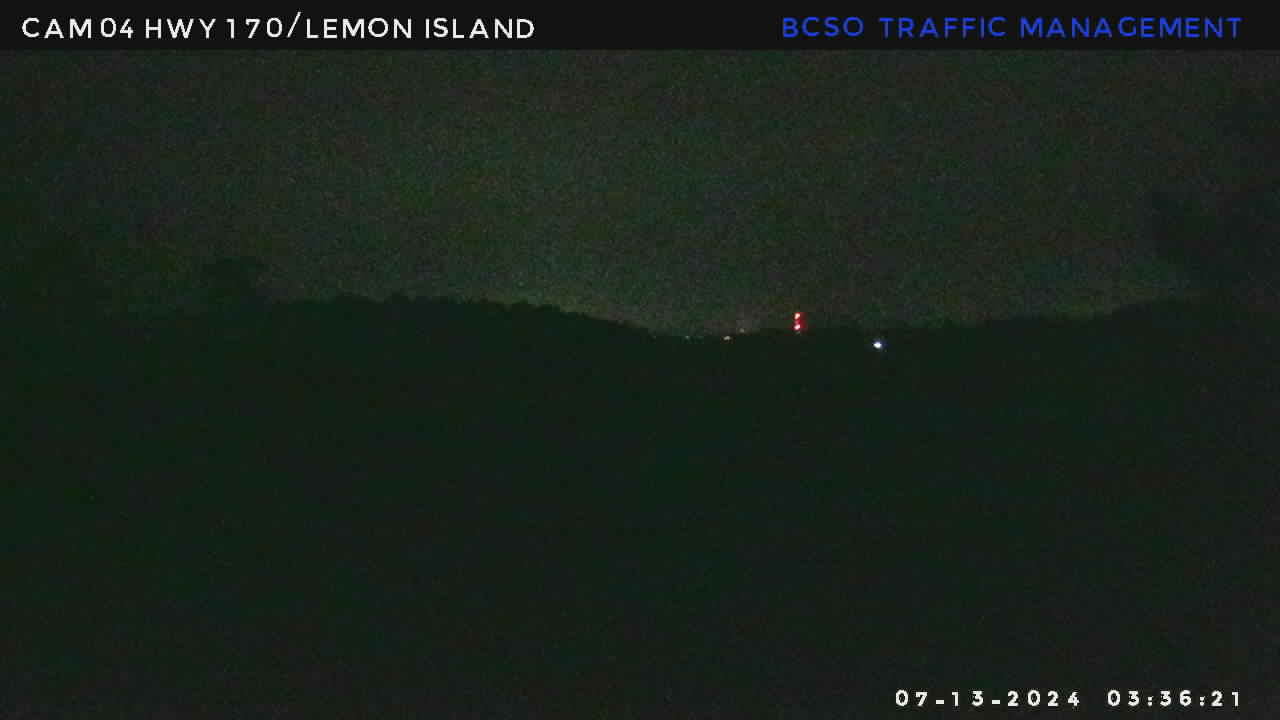 CAM04 HWY 170/LEMON ISLAND
BCSO TRAFFIC MANAGEMENT
07-13-2024 03:36:21